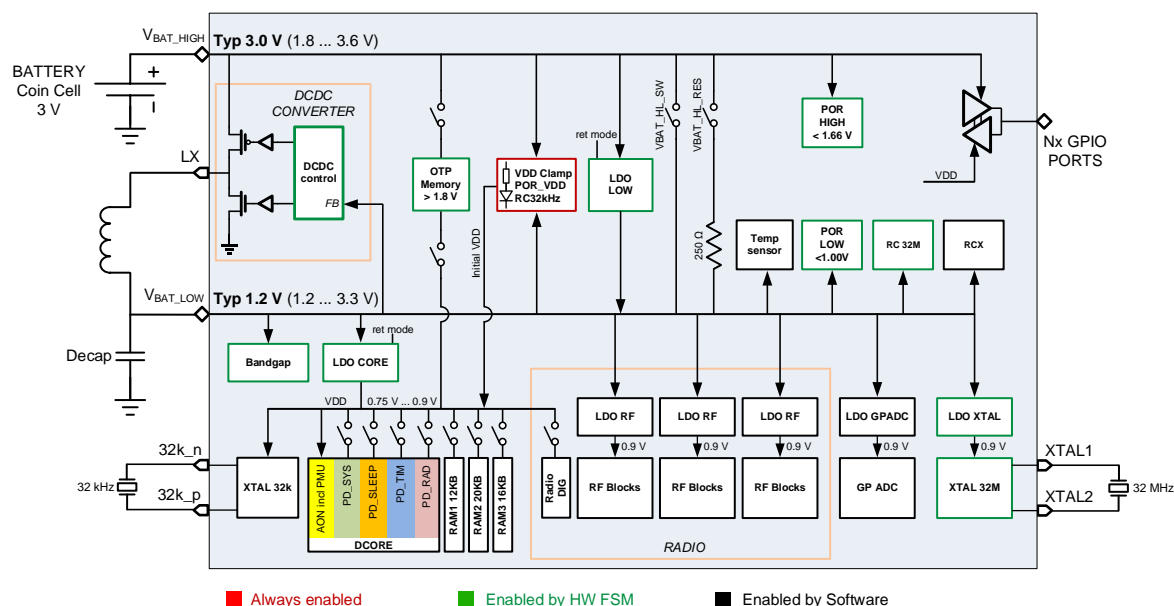 V_BAT_HIGH
Typ 3.0 V (1.8 ... 3.6 V)
BATTERY
Coin Cell
3 V
+
DCDC
CONVERTER
LX
DCDC
control
FB
OTP
Memory
> 1.8 V
Initial VDD
VDD Clamp
POR_VDD
RC32kHz
ret mode
LDO
LOW
VBAT_HL_SW
VBAT_HL_RES
250 Ω
POR
HIGH
< 1.66 V
VDD
Nx GPIO
PORTS
Temp
sensor
POR
LOW
<1.00V
RC 32M
RCX
V_BAT_LOW
Typ 1.2 V (1.2 ... 3.3 V)
Decap
Bandgap
LDO CORE
ret mode
VDD
0.75 V ... 0.9 V
LDO RF
LDO RF
LDO RF
LDO GPADC
LDO XTAL
0.9 V
0.9 V
0.9 V
0.9 V
0.9 V
32k_n
32 kHz
32k_p
XTAL 32k
AON incl PMU
PD_SYS
PD_SLEEP
PD_TIM
PD_RAD
DCORE
RAM1 12KB
RAM2 20KB
RAM3 16KB
Radio
DIG
RF Blocks
RF Blocks
RF Blocks
RADIO
GP ADC
XTAL 32M
XTAL1
32 MHz
XTAL2
Always enabled
Enabled by HW FSM
Enabled by Software